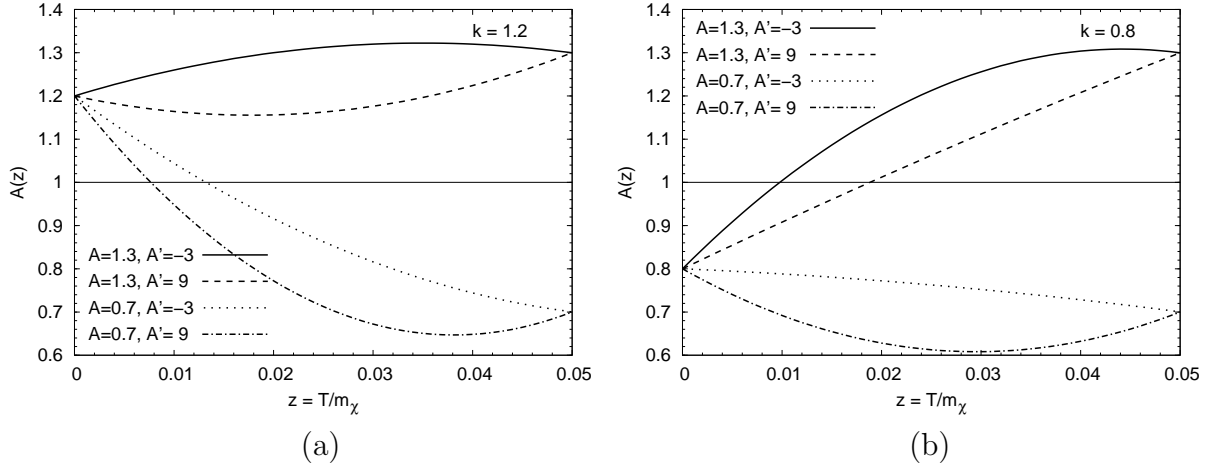 1.4
1.3
1.2
1.1
1
0.9
0.8
0.7
0.6
A(z)
k = 1.2
A=1.3, A'=−3
A=1.3, A'= 9
A=0.7, A'=−3
A=0.7, A'= 9
0 0.01 0.02 0.03 0.04 0.05
z = T/mχ
(a)
1.4
1.3
1.2
1.1
1
0.9
0.8
0.7
0.6
A(z)
A=1.3, A'=−3
A=1.3, A'= 9
A=0.7, A'=−3
A=0.7, A'= 9
k = 0.8
0 0.01 0.02 0.03 0.04 0.05
z = T/mχ
(b)